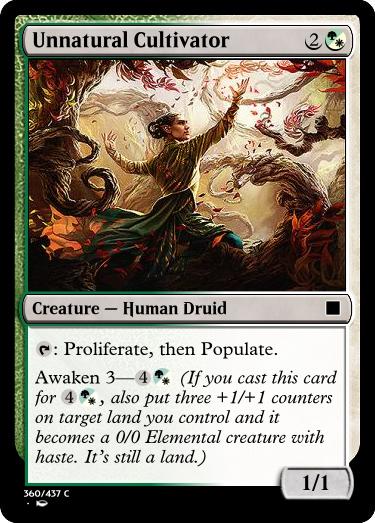 Unnatural Cultivator 2
Creature — Human Druid
: Proliferate, then Populate.
Awaken 3—4 (If you cast this card
for 4 , also put three +1/+1 counters
on target land you control and it
becomes a 0/0 Elemental creature with
haste. It's still a land.)
1/1
360/437 C